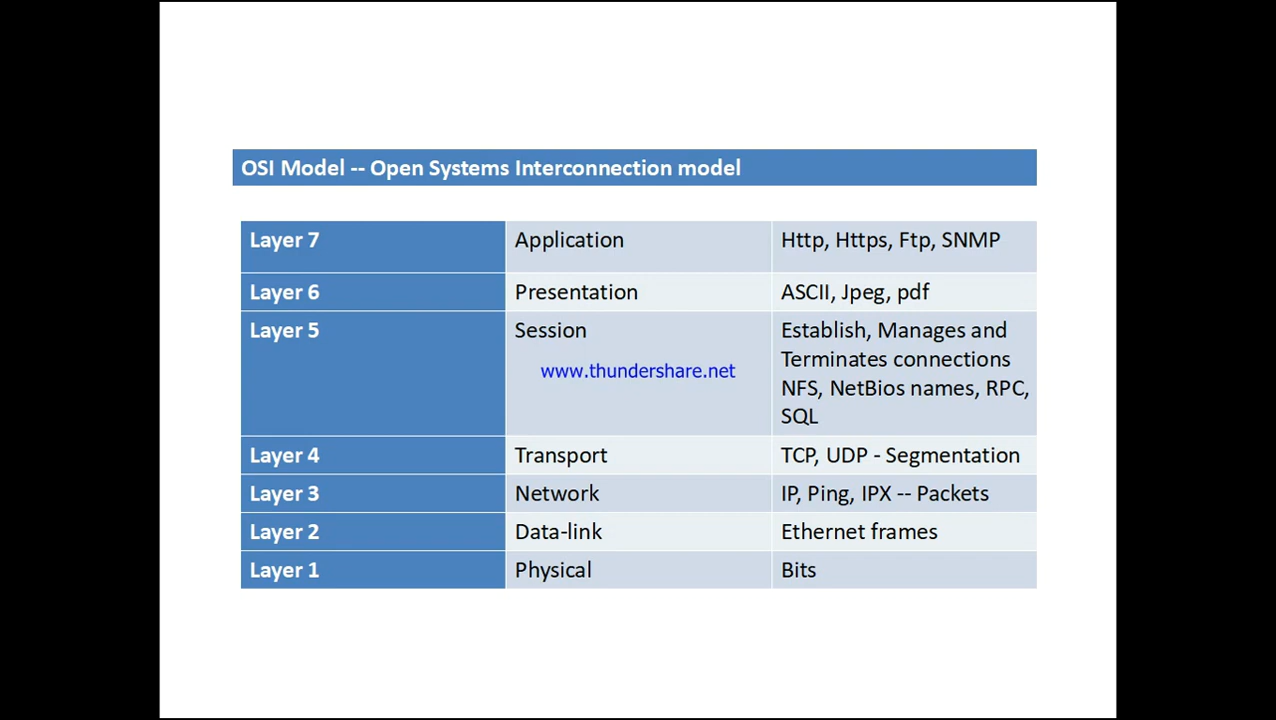 OSI Model -- Open Systems Interconnection model
Layer 7 Application Http, Https, Ftp, SNMP
Layer 6 Presentation ASCII, Jpeg, pdf
Layer 5 Session Establish, Manages and
Terminates connections
www.thundershare.net
NFS, NetBios names, RPC,
SQL
Layer 4 Transport TCP, UDP - Segmentation
Layer 3 Network IP, Ping, IPX -- Packets
Layer 2 Data-link Ethernet frames
Layer 1 Physical Bits